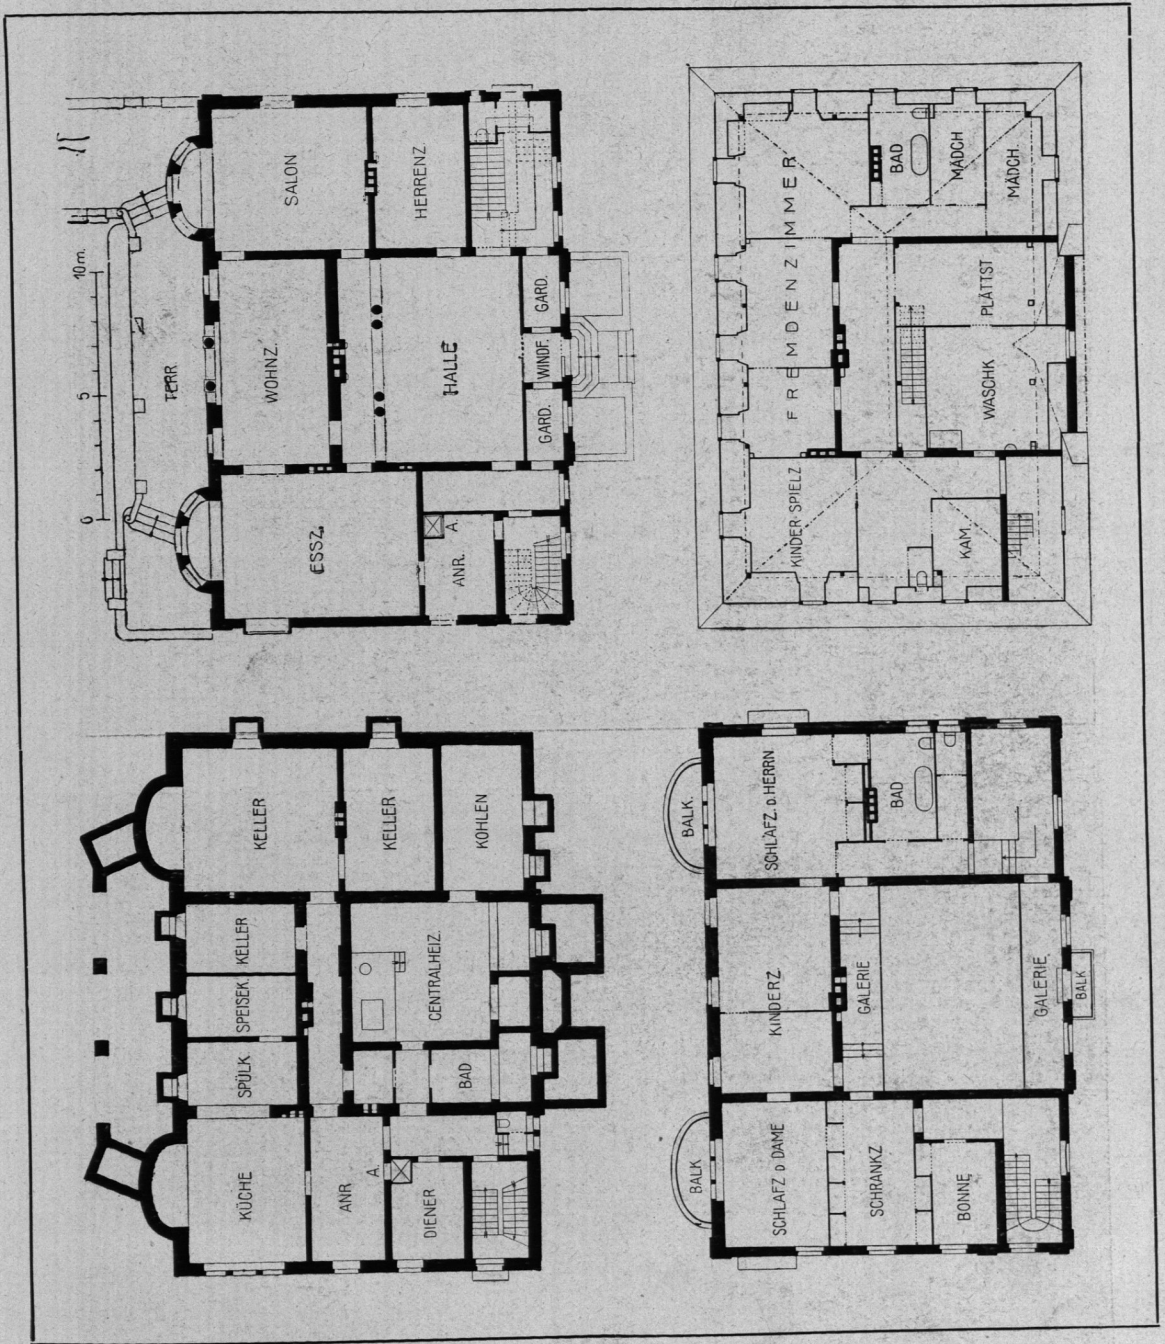 KELLER
KELLER
KOHLEN
KELLER
SPEISEK.
SPÜLK
CENTRALHEIZ.
BAD
KÜCHE
ANR
A.
DIENER
TERR.
0 5 10 m.
SALON
HERRENZ.
WOHNZ.
HALLE
GARD.
WINDF.
GARD.
ESSZ.
ANR.
A.
BALK.
SCHLAFZ. D. HERRN
BAD
KINDERZ
GALERIE
GALERIE
BALK
BALK
SCHLAFZ D DAME
SCHRANKZ
BONNE
FREMDENZIMMER
BAD
MÄDCH
MÄDCH.
PLÄTTST
WASCHK
KINDER SPIELZ
KAM.